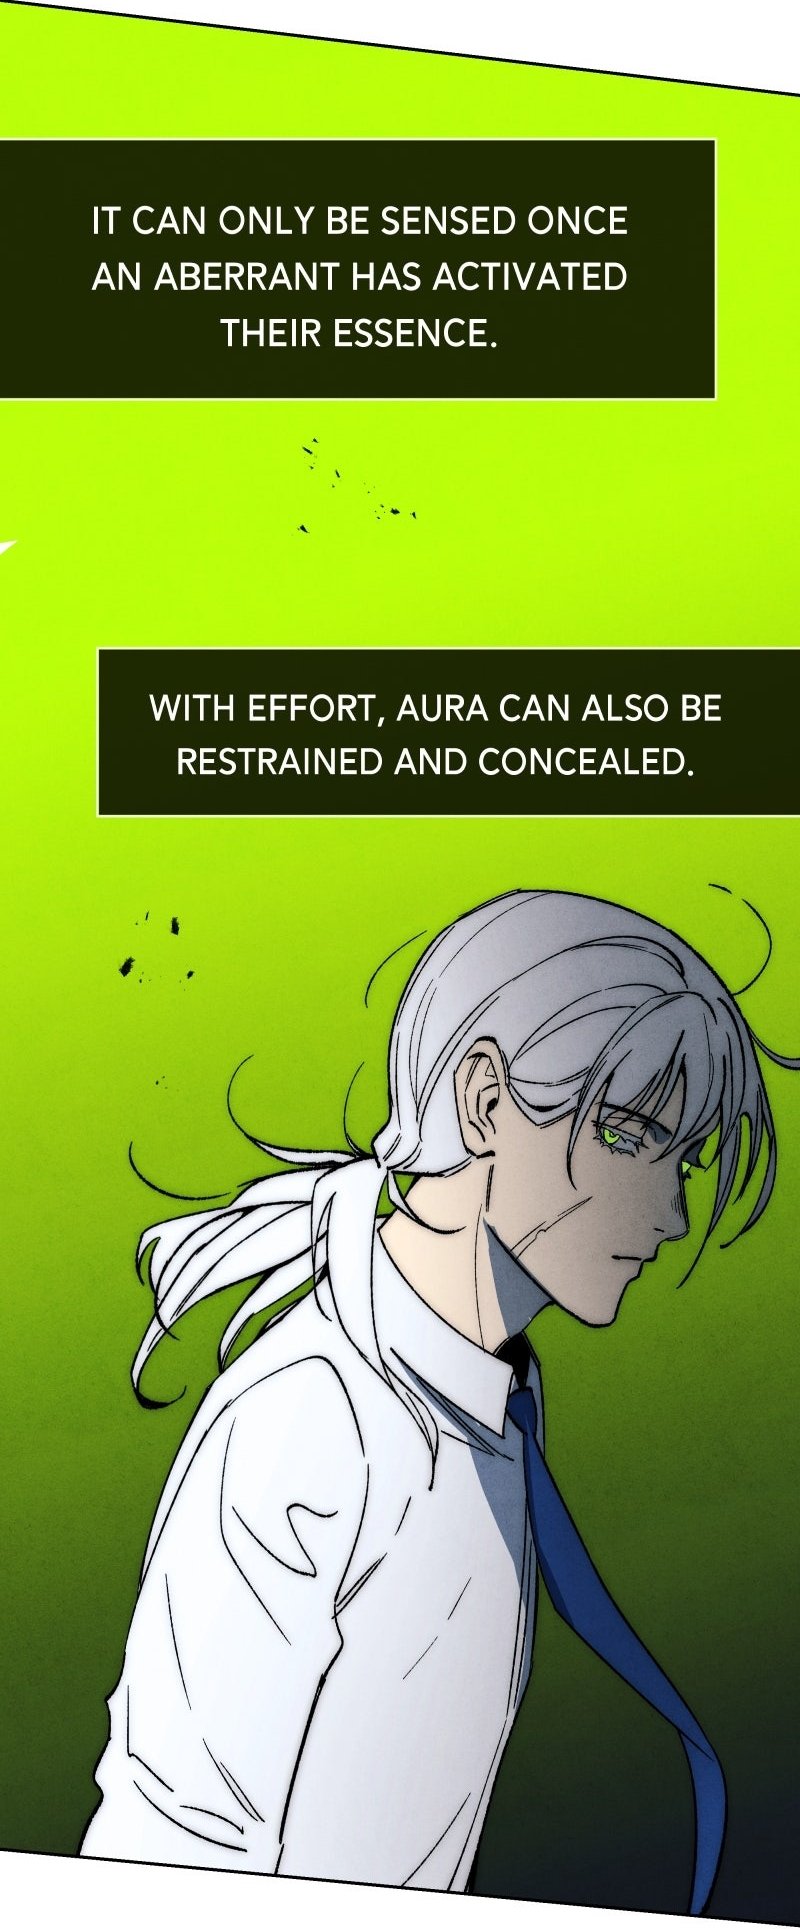 IT CAN ONLY BE SENSED ONCE
AN ABERRANT HAS ACTIVATED
THEIR ESSENCE.
WITH EFFORT, AURA CAN ALSO BE
RESTRAINED AND CONCEALED.